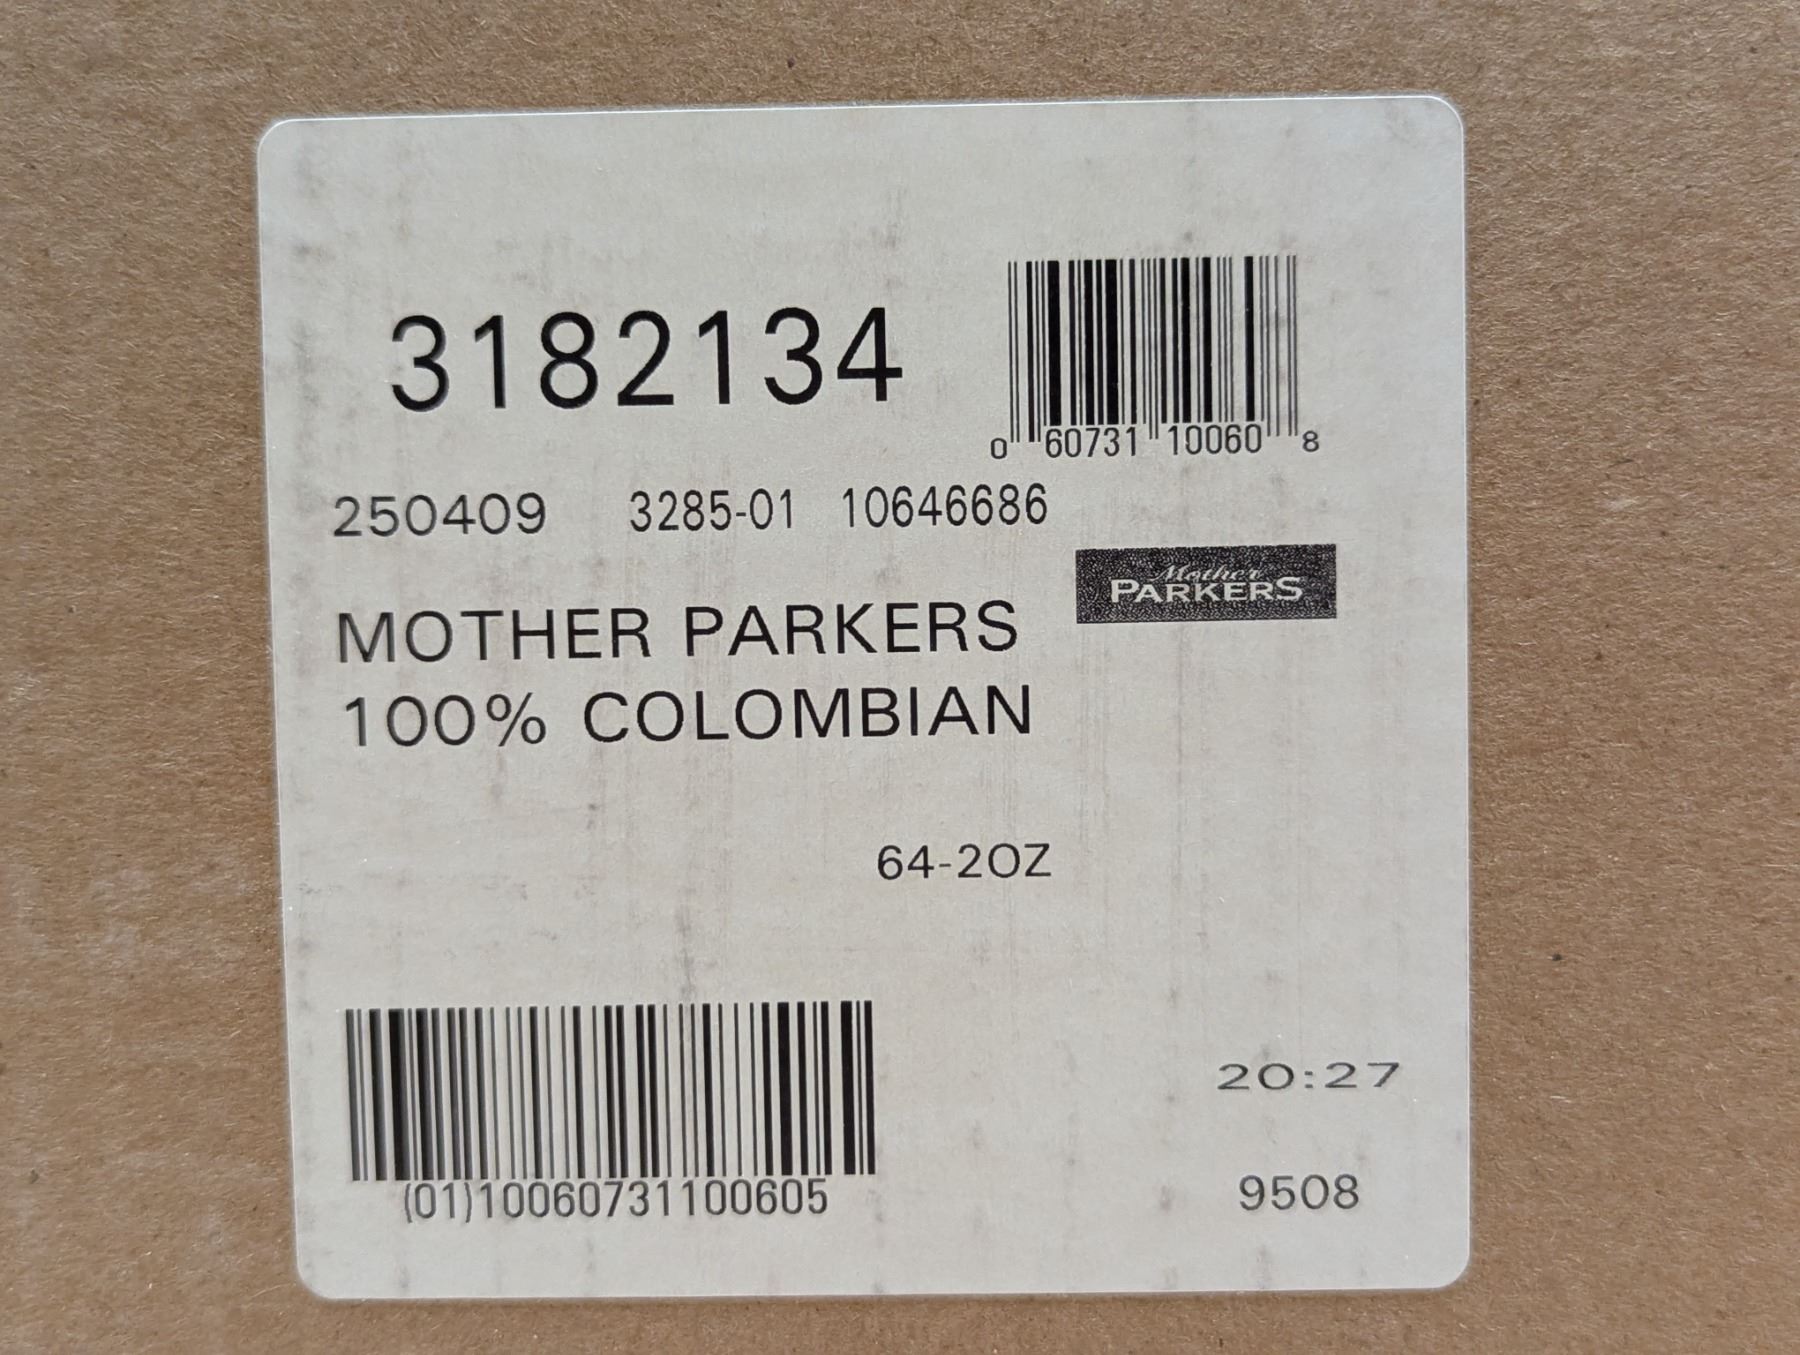 3182134
0 60731 10060 8
250409 3285-01 10646686
Mother
PARKERS
MOTHER PARKERS
100% COLOMBIAN
64-2OZ
(01)10060731100605
20:27
9508